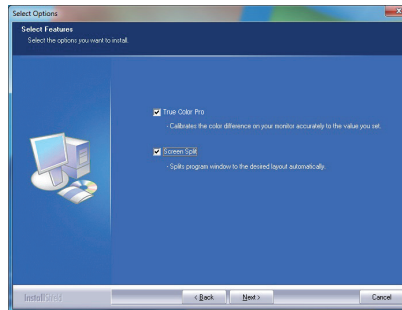 Select Options
Select Features
Select the options you want to install.
True Color Pro
- Calibrates the color difference on your monitor accurately to the value you set.
Screen Split
- Splits program window to the desired layout automatically.
InstallShield
< Back
Next >
Cancel